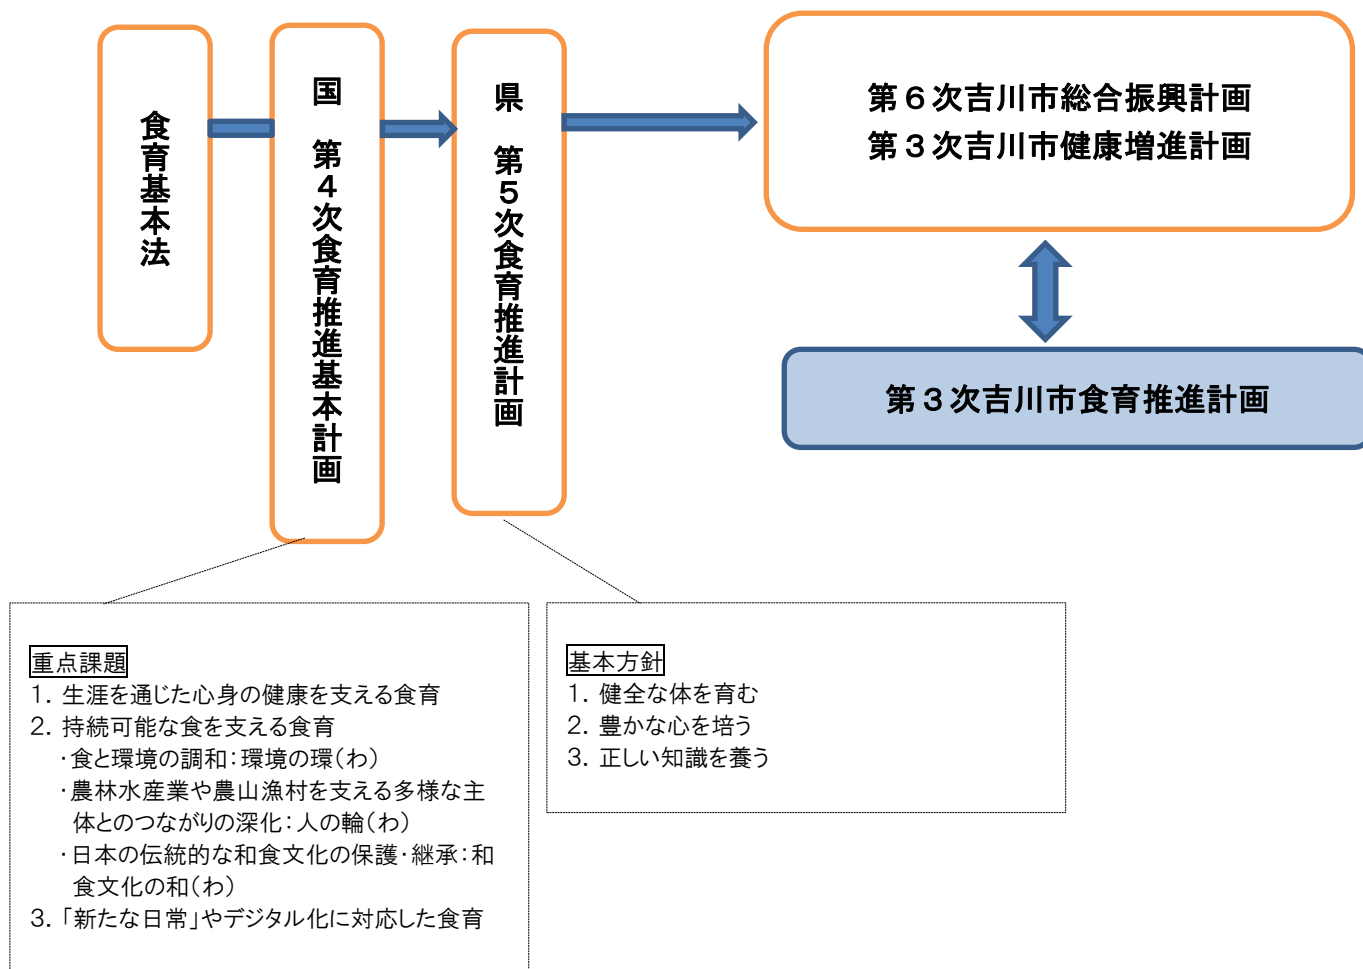 食育基本法
国　第４次食育推進基本計画
県　第５次食育推進計画
第６次吉川市総合振興計画
第３次吉川市健康増進計画
第３次吉川市食育推進計画
重点課題
1．生涯を通じた心身の健康を支える食育
2．持続可能な食を支える食育
・食と環境の調和：環境の環（わ）
・農林水産業や農山漁村を支える多様な主
体とのつながりの深化：人の輪（わ）
・日本の伝統的な和食文化の保護・継承：和
食文化の和（わ）
3．「新たな日常」やデジタル化に対応した食育
基本方針
1．健全な体を育む
2．豊かな心を培う
3．正しい知識を養う